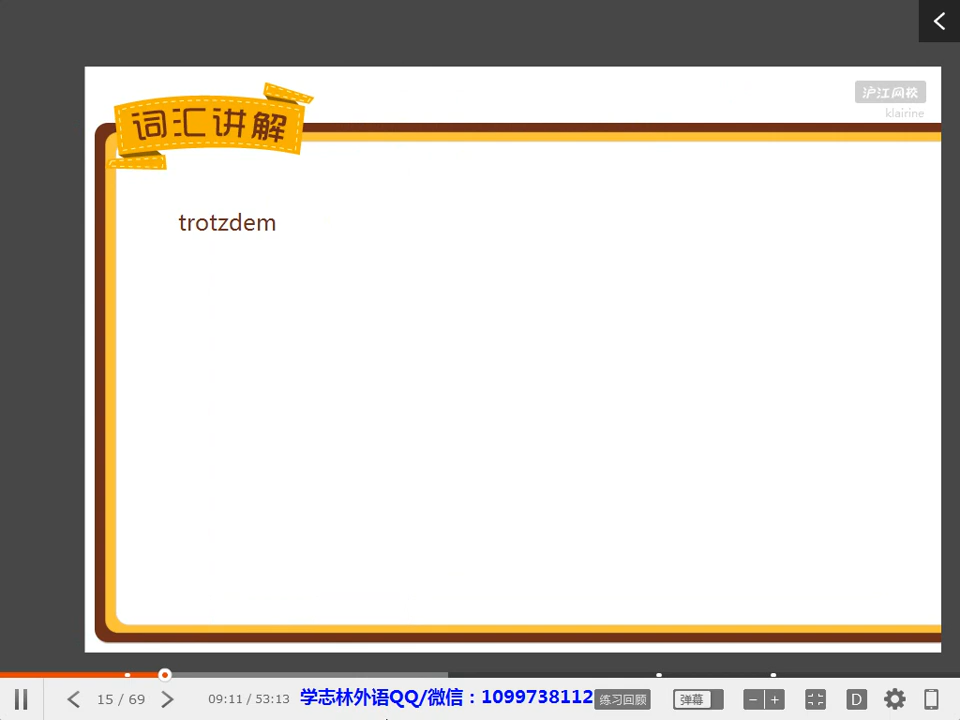 词汇讲解
沪江网校
klairine
trotzdem
15 / 69
09:11 / 53:13
学志林外语QQ/微信：1099738112
练习回顾
弹幕
D